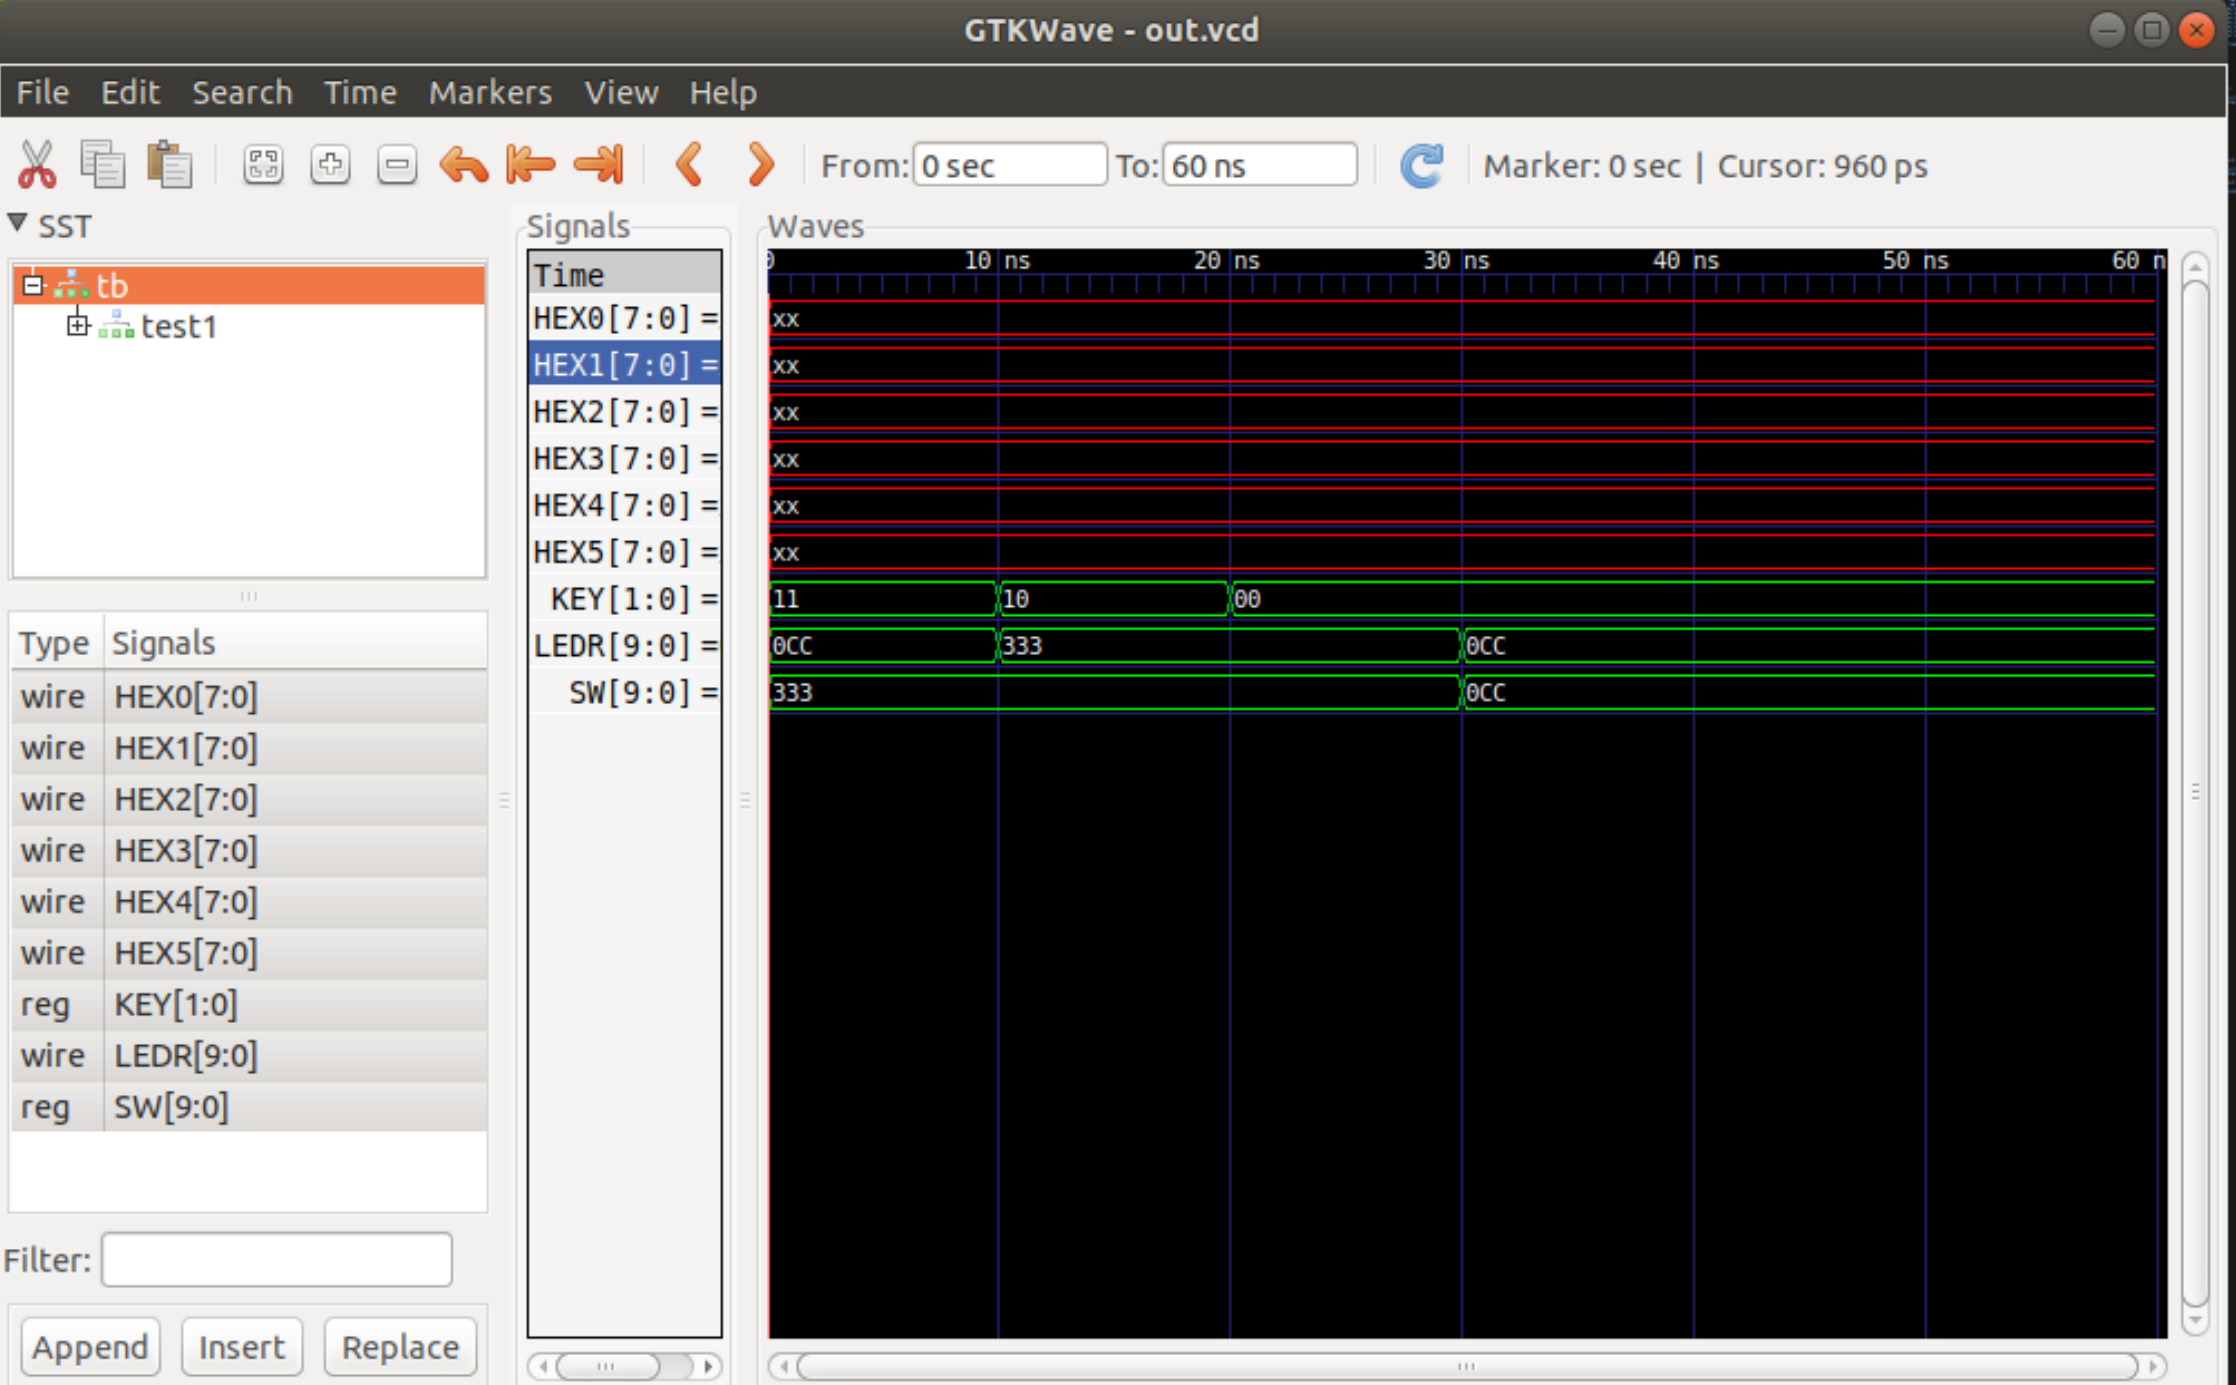 GTKWave - out.vcd
File Edit Search Time Markers View Help
From: 0 sec To: 60 ns Marker: 0 sec | Cursor: 960 ps
SST
tb
test1
Type Signals
wire HEX0[7:0]
wire HEX1[7:0]
wire HEX2[7:0]
wire HEX3[7:0]
wire HEX4[7:0]
wire HEX5[7:0]
reg KEY[1:0]
wire LEDR[9:0]
reg SW[9:0]
Filter:
Append Insert Replace
Signals
Time
HEX0[7:0] =
HEX1[7:0] =
HEX2[7:0] =
HEX3[7:0] =
HEX4[7:0] =
HEX5[7:0] =
KEY[1:0] =
LEDR[9:0] =
SW[9:0] =
Waves
0 10 ns 20 ns 30 ns 40 ns 50 ns 60 n
xx
xx
xx
xx
xx
xx
11 10 00
0CC 333 0CC
333 0CC